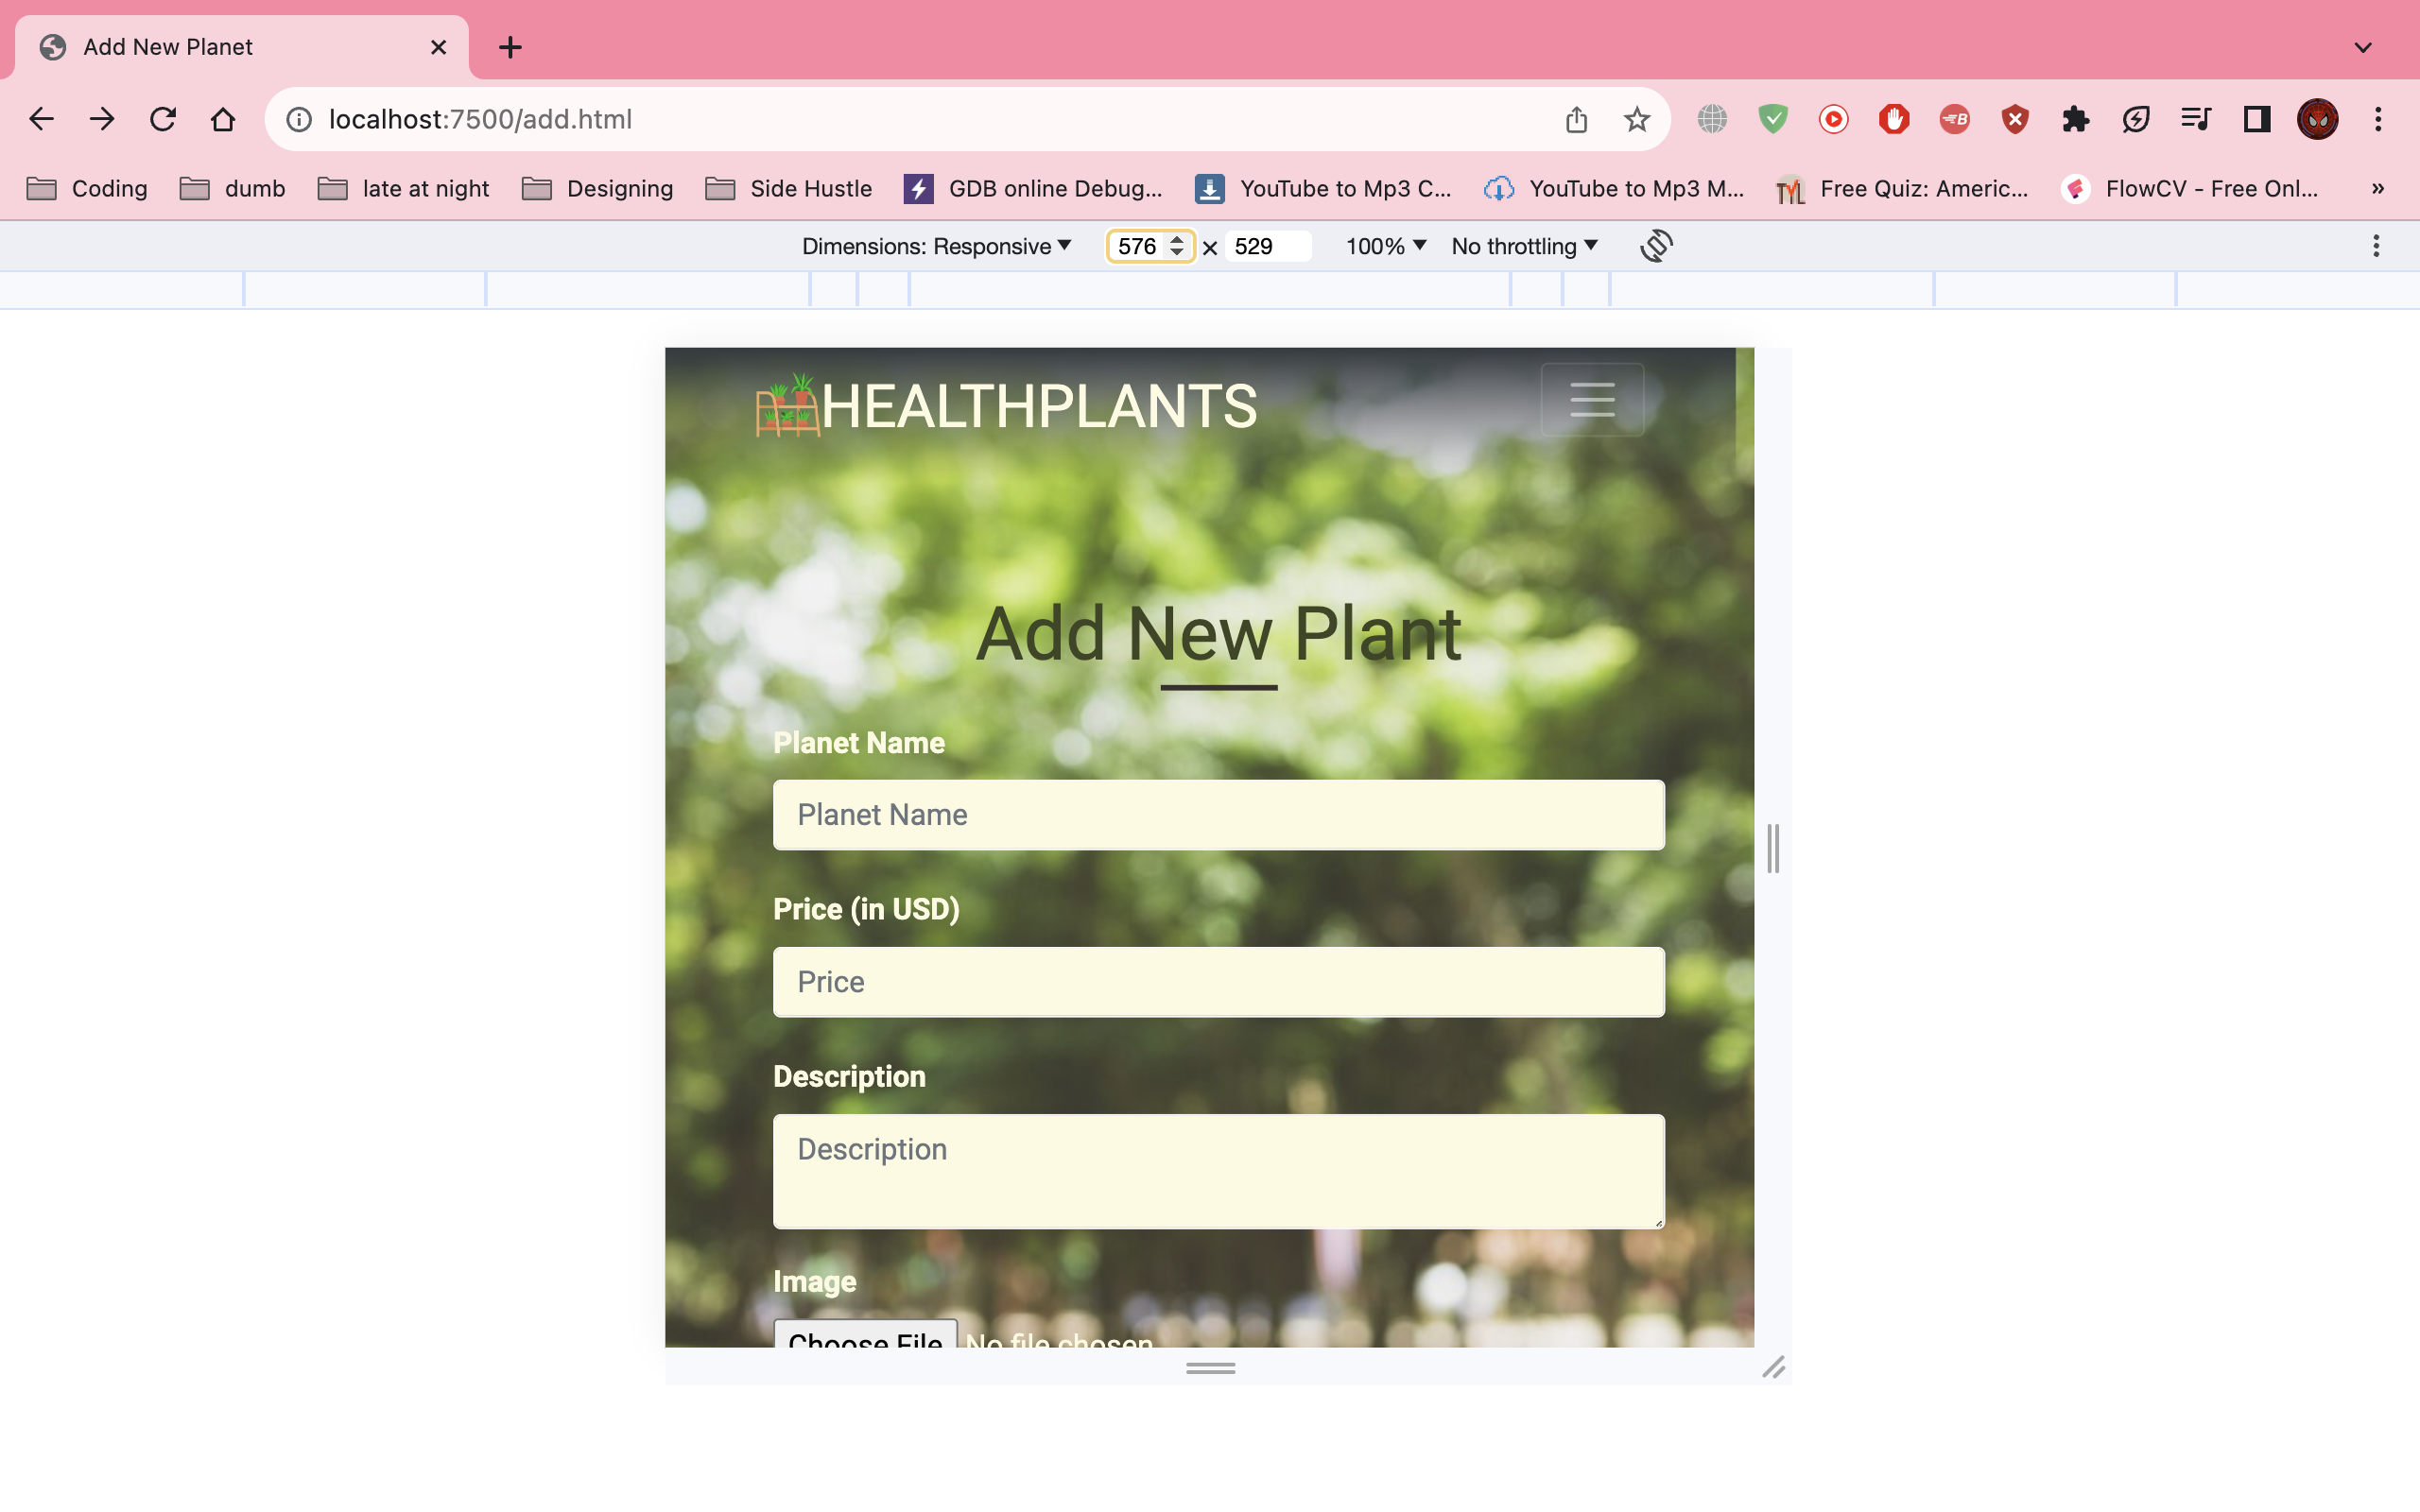 Add New Planet
localhost:7500/add.html
Coding dumb late at night Designing Side Hustle GDB online Debug... YouTube to Mp3 C... YouTube to Mp3 M... Free Quiz: Americ... FlowCV - Free Onl... »
Dimensions: Responsive 576 × 529 100% No throttling
HEALTHPLANTS
Add New Plant
Planet Name
Planet Name
Price (in USD)
Price
Description
Description
Image
Choose File No file chosen